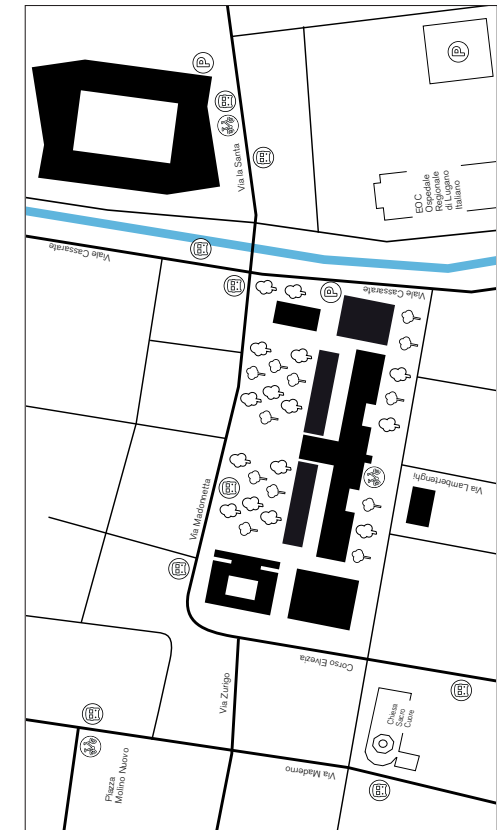 P
P
Via la Santa
EOC
Ospedale
Regionale
di Lugano
Italiano
Viale Cassarate
P
Viale Cassarate
Via Lambertenghi
Via Madonnetta
Corso Elvezia
Via Zurigo
Chiesa
Sacro
Cuore
Piazza
Molino Nuovo
Via Maderno